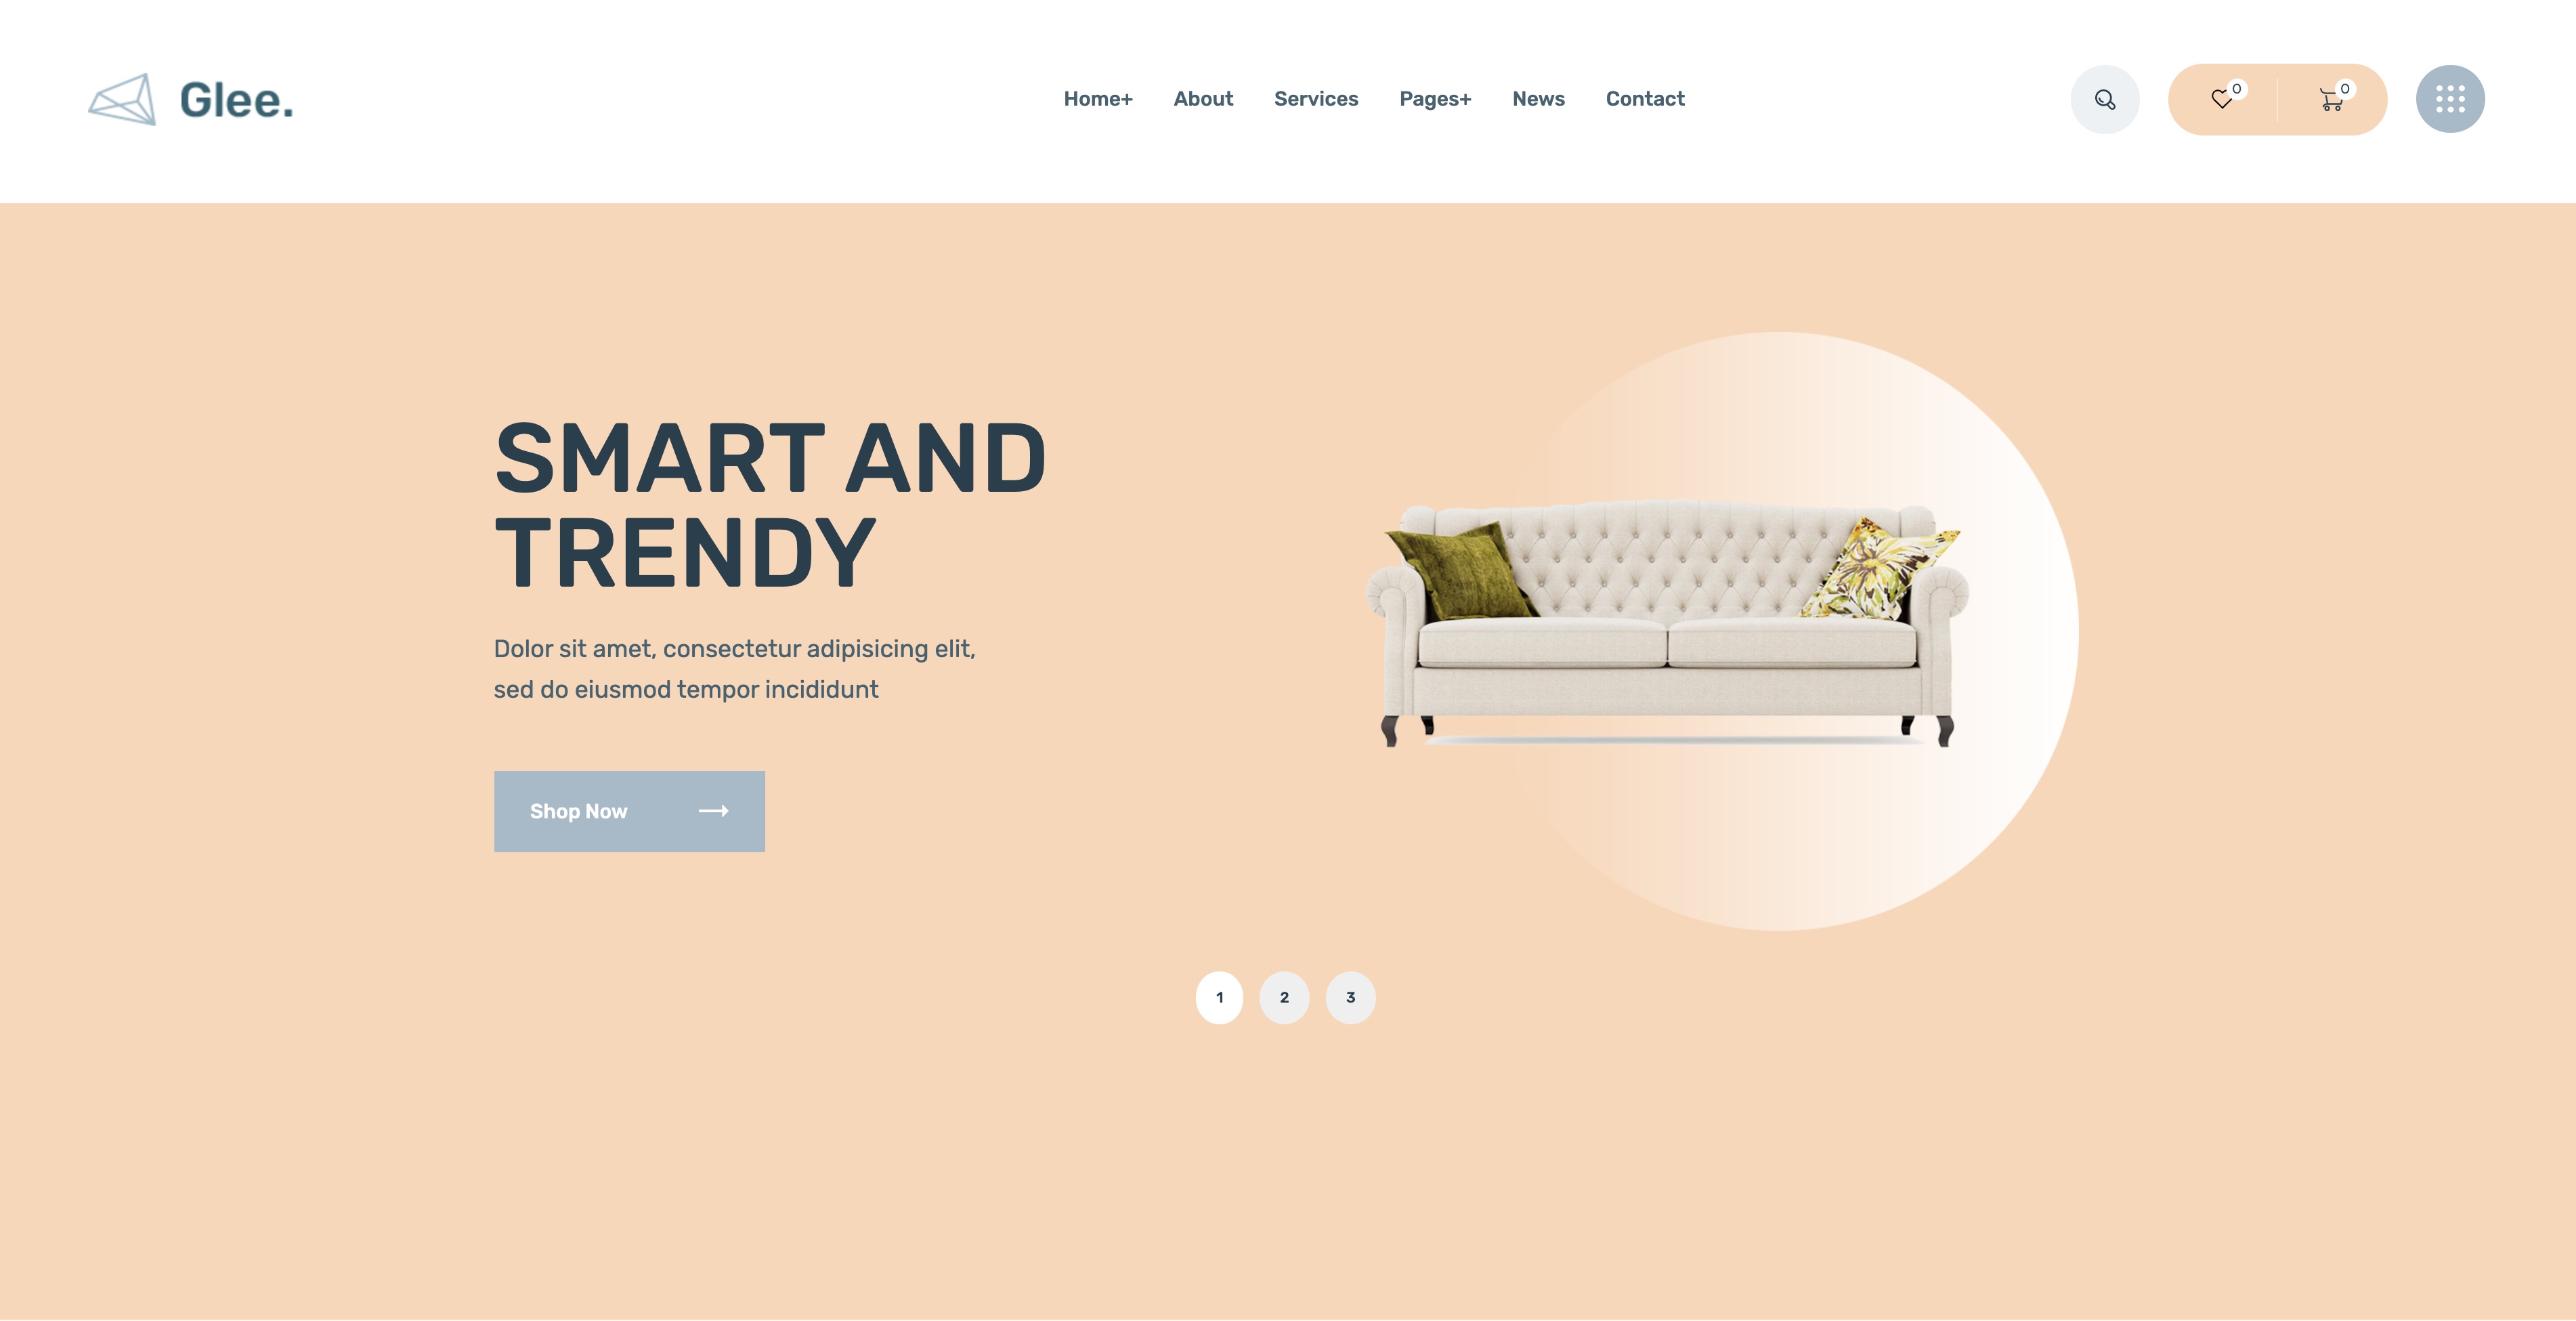 Glee.
Home+ About Services Pages+ News Contact
0 0
SMART AND
TRENDY
Dolor sit amet, consectetur adipisicing elit,
sed do eiusmod tempor incididunt
Shop Now
1 2 3